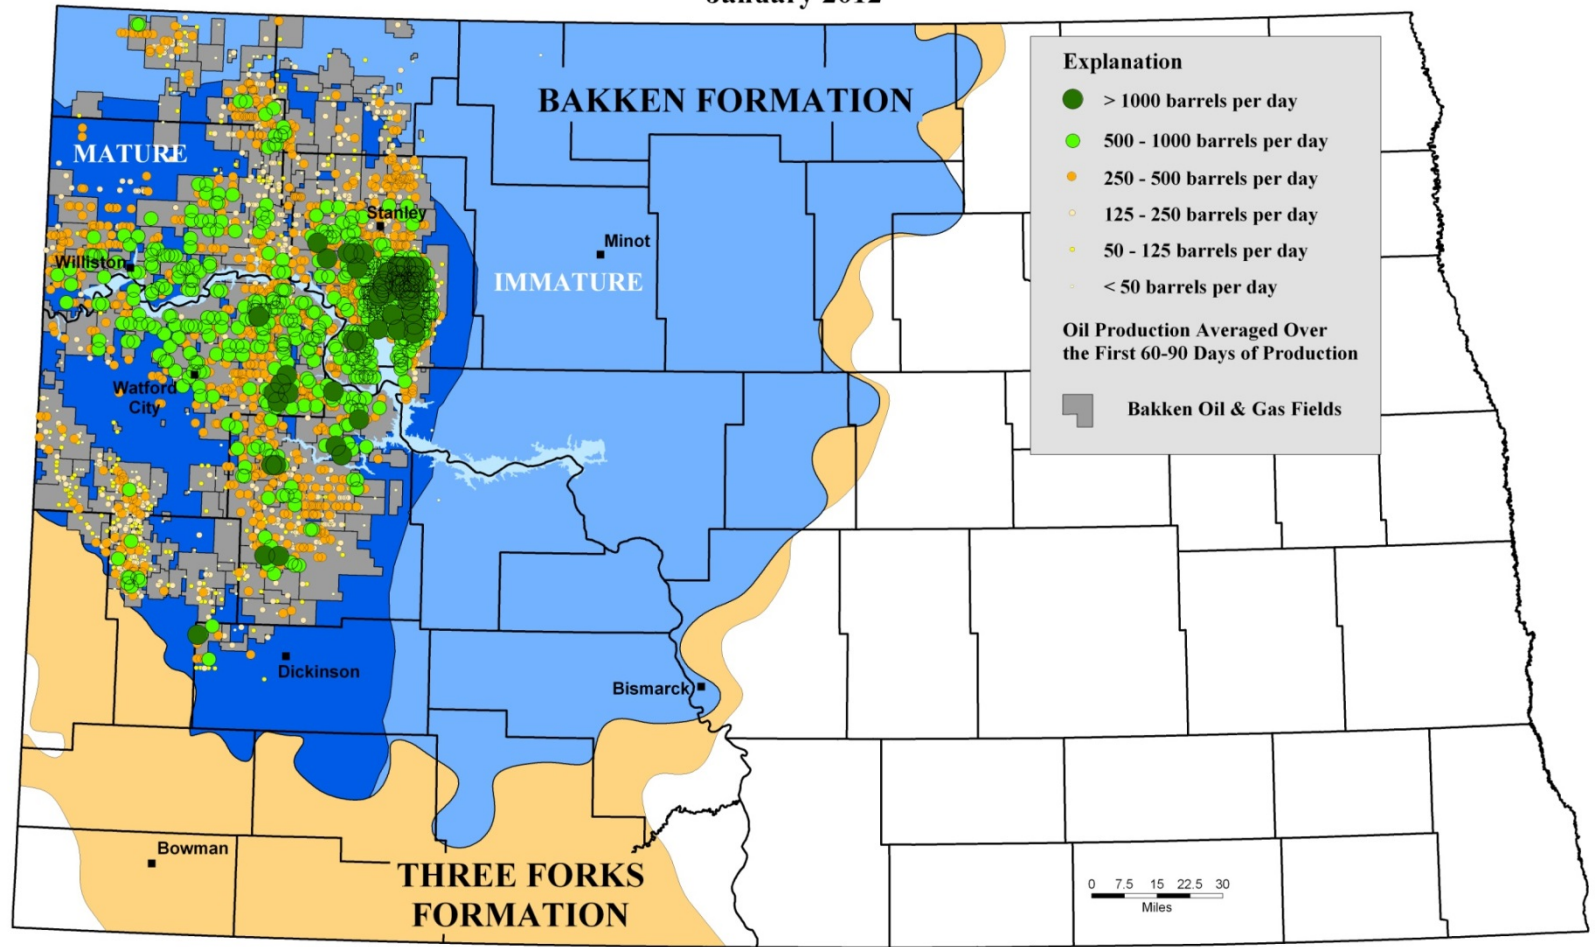 January 2012
BAKKEN FORMATION
MATURE
Stanley
Minot
Williston
IMMATURE
Watford
City
Dickinson
Bismarck
Bowman
THREE FORKS
FORMATION
Explanation
> 1000 barrels per day
500 - 1000 barrels per day
250 - 500 barrels per day
125 - 250 barrels per day
50 - 125 barrels per day
< 50 barrels per day
Oil Production Averaged Over
the First 60-90 Days of Production
Bakken Oil & Gas Fields
0 7.5 15 22.5 30
Miles